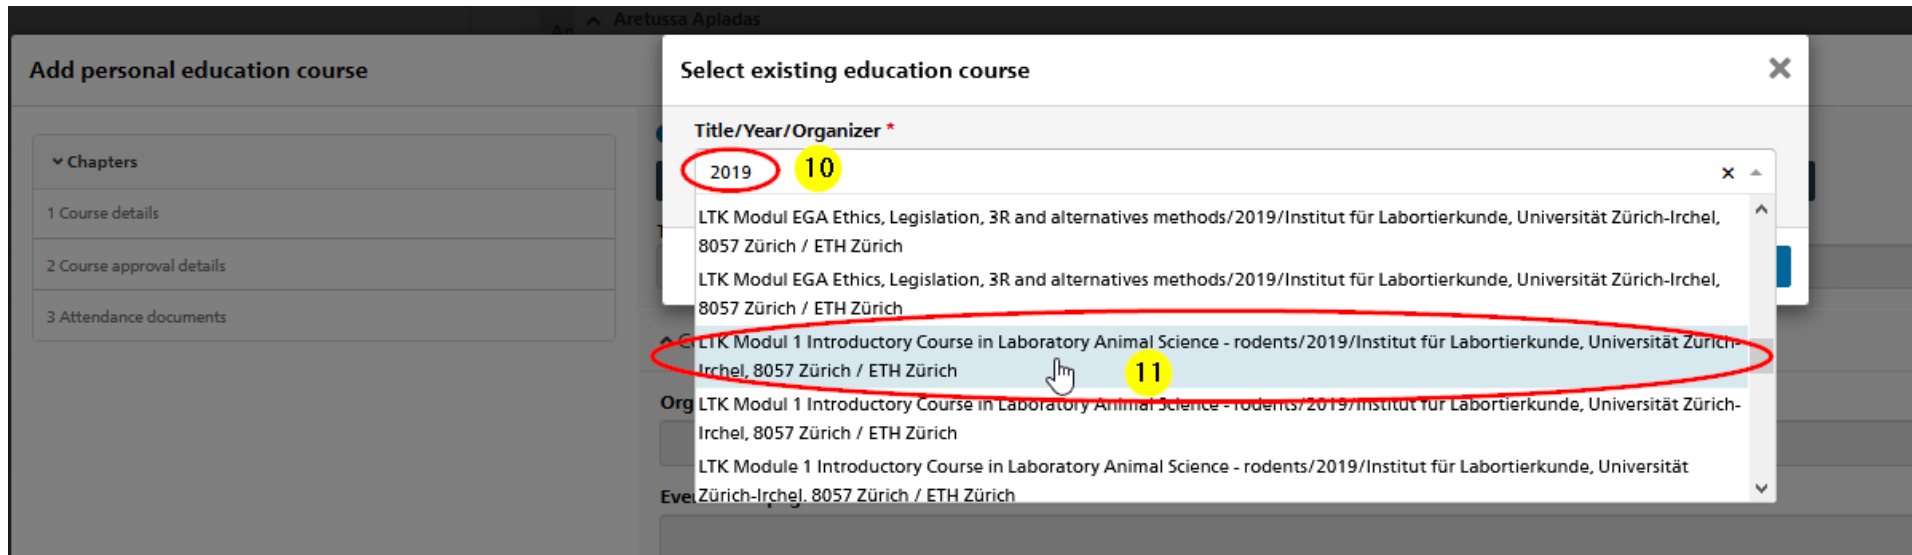 Aretussa Apladas
Add personal education course
Select existing education course
Title/Year/Organizer *
Chapters
2019
10
1 Course details
LTK Modul EGA Ethics, Legislation, 3R and alternatives methods/2019/Institut für Labortierkunde, Universität Zürich-Irchel,
8057 Zürich / ETH Zürich
2 Course approval details
LTK Modul EGA Ethics, Legislation, 3R and alternatives methods/2019/Institut für Labortierkunde, Universität Zürich-Irchel,
8057 Zürich / ETH Zürich
3 Attendance documents
LTK Modul 1 Introductory Course in Laboratory Animal Science - rodents/2019/Institut für Labortierkunde, Universität Zürich-
Irchel, 8057 Zürich / ETH Zürich
11
Org
LTK Modul 1 Introductory Course in Laboratory Animal Science - rodents/2019/Institut für Labortierkunde, Universität Zürich-
Irchel, 8057 Zürich / ETH Zürich
LTK Module 1 Introductory Course in Laboratory Animal Science - rodents/2019/Institut für Labortierkunde, Universität
Eve
Zürich-Irchel, 8057 Zürich / ETH Zürich